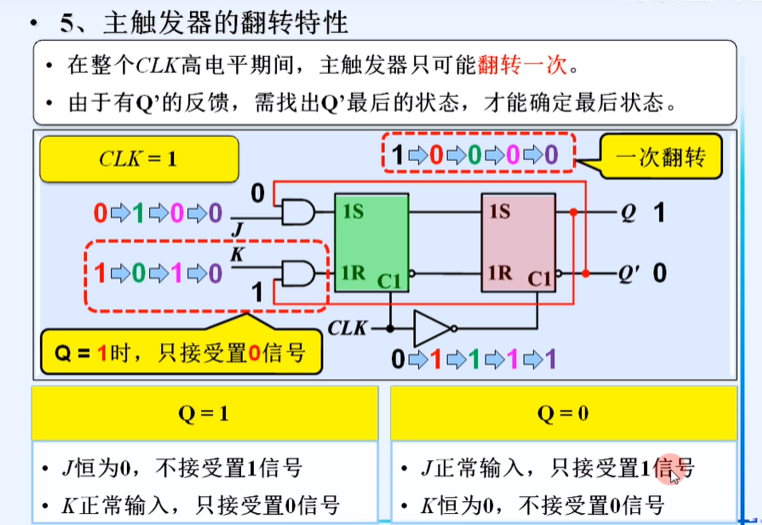 • 5、主触发器的翻转特性
• 在整个CLK高电平期间，主触发器只可能翻转一次。
• 由于有Q’的反馈，需找出Q’最后的状态，才能确定最后状态。
CLK = 1
1⇨0⇨0⇨0⇨0
一次翻转
0
0⇨1⇨0⇨0
J
1S
1S
Q 1
K
1⇨0⇨1⇨0
1R C1
1R C1
Q' 0
1
CLK
Q = 1时，只接受置0信号
0⇨1⇨1⇨1⇨1
Q = 1
Q = 0
• J恒为0，不接受置1信号
• K正常输入，只接受置0信号
• J正常输入，只接受置1信号
• K恒为0，不接受置0信号